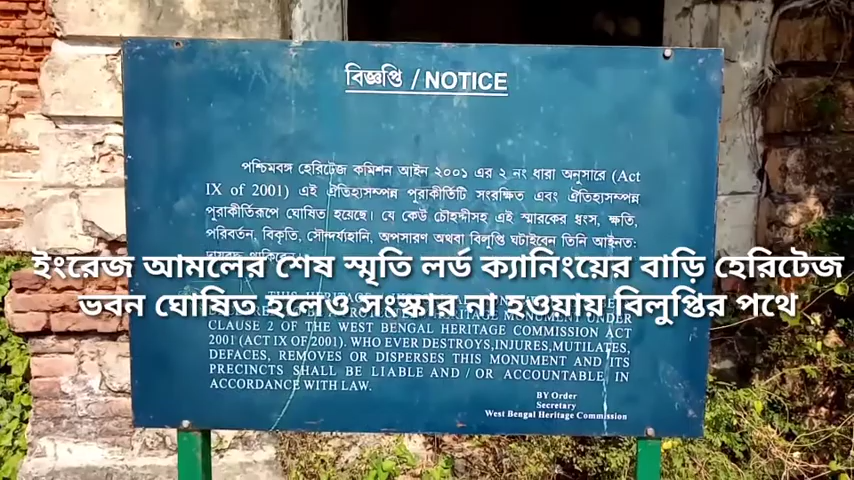 বিজ্ঞপ্তি / NOTICE
পশ্চিমবঙ্গ হেরিটেজ কমিশন আইন ২০০১ এর ২ নং ধারা অনুসারে (Act
IX of 2001) এই ঐতিহ্যসম্পন্ন পুরাকীর্তিটি সংরক্ষিত এবং ঐতিহ্যসম্পন্ন
পুরাকীর্তিরূপে ঘোষিত হয়েছে। যে কেউ চৌহদ্দিসহ এই স্মারকের ধ্বংস, ক্ষতি,
পরিবর্তন, বিকৃতি, সৌন্দর্য্যহানি, অপসারণ অথবা বিলুপ্তি ঘটাইবেন তিনি আইনত:
ইংরেজ আমলের শেষ স্মৃতি লর্ড ক্যানিংয়ের বাড়ি হেরিটেজ
ভবন ঘোষিত হলেও সংস্কার না হওয়ায় বিলুপ্তির পথে
THIS HERITAGE
UNDER
CLAUSE 2 OF THE WEST BENGAL HERITAGE COMMISSION ACT
2001 (ACT IX OF 2001). WHO EVER DESTROYS,INJURES,MUTILATES,
DEFACES, REMOVES OR DISPERSES THIS MONUMENT AND ITS
PRECINCTS SHALL BE LIABLE AND / OR ACCOUNTABLE IN
ACCORDANCE WITH LAW.
BY Order
Secretary
West Bengal Heritage Commission